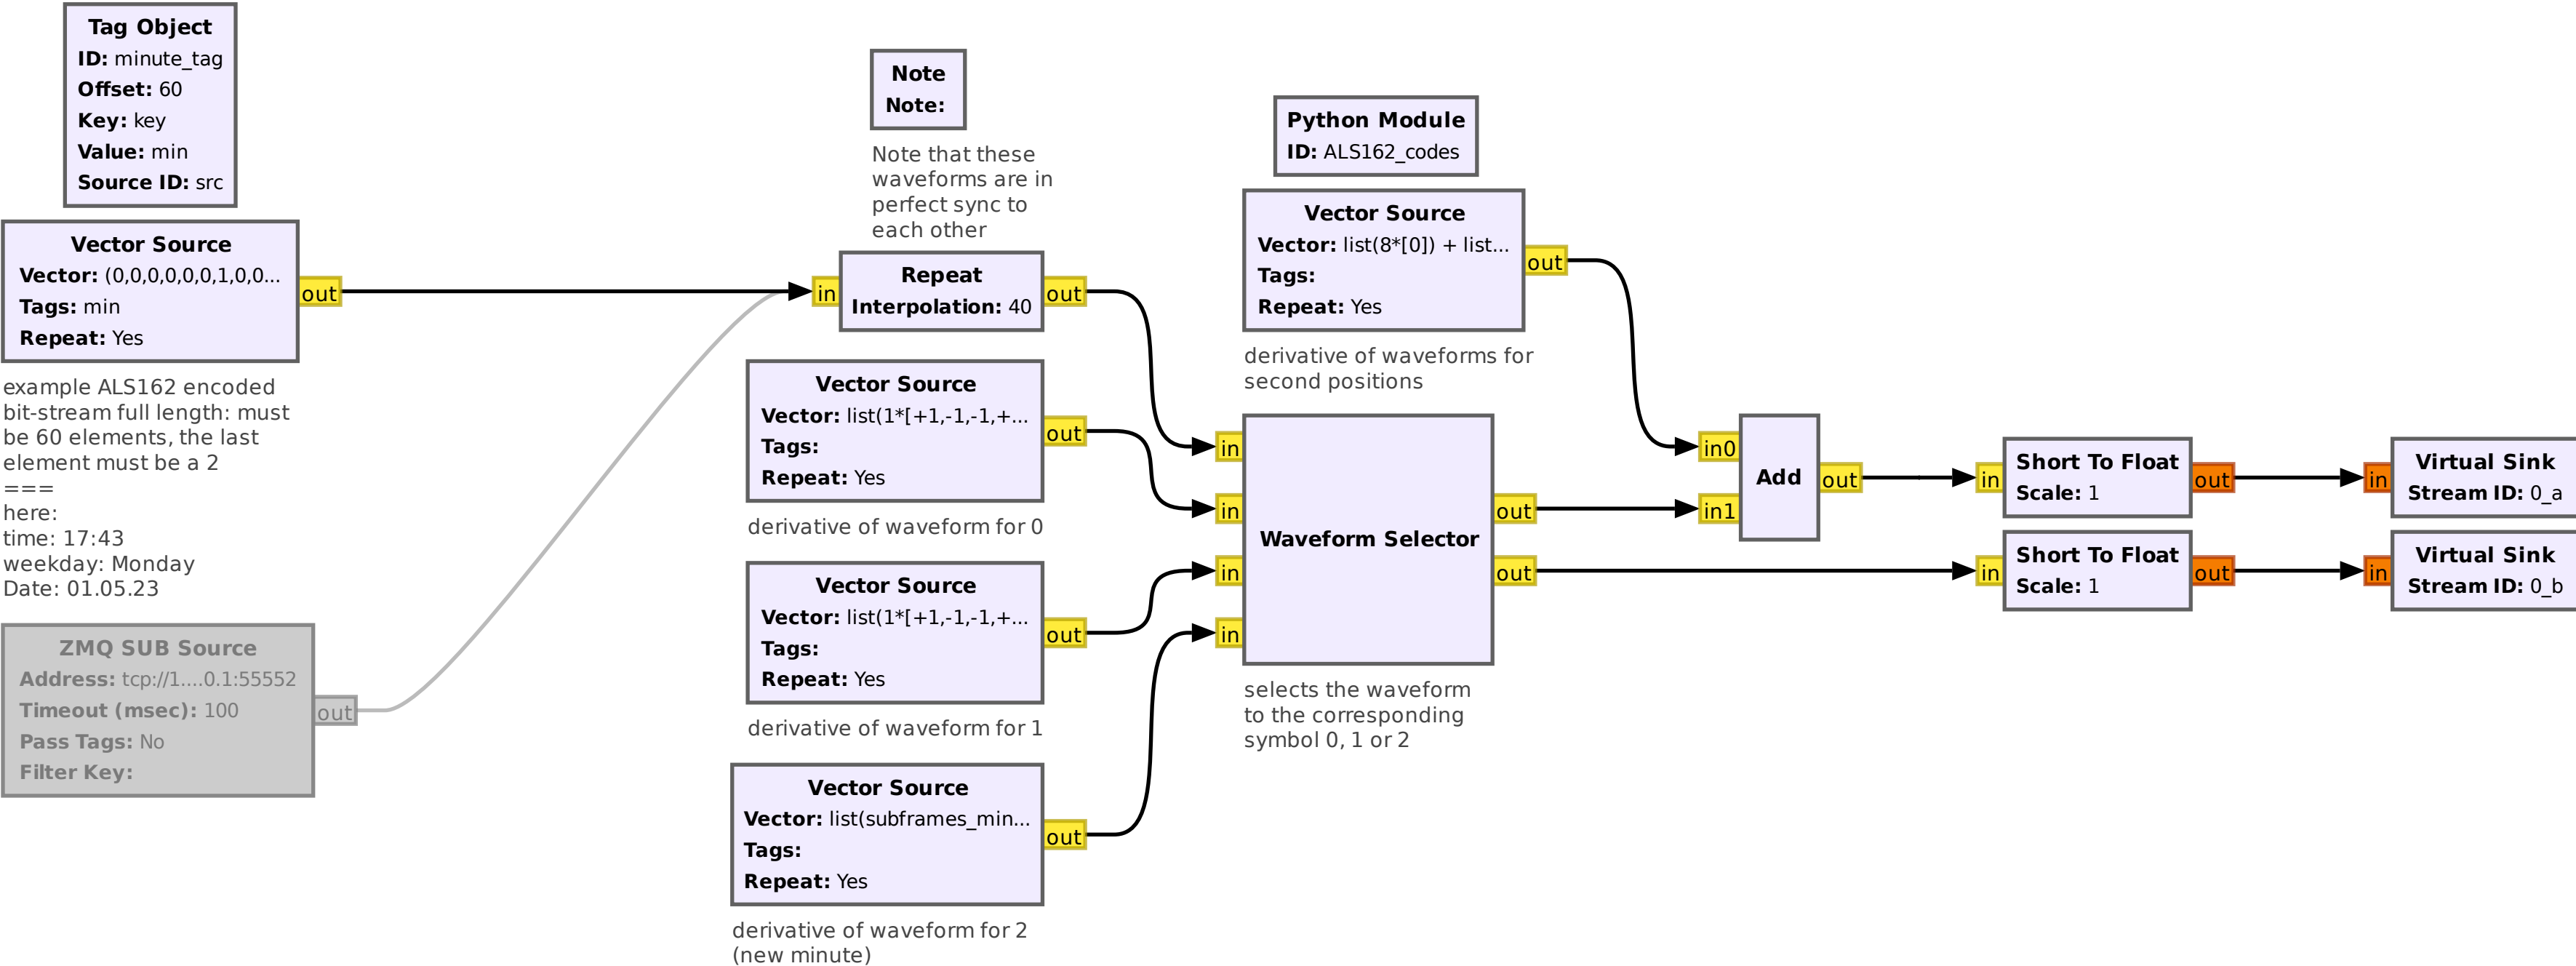 Tag Object
ID: minute_tag
Offset: 60
Key: key
Value: min
Source ID: src
Vector Source
Vector: (0,0,0,0,0,0,1,0,0...
Tags: min
Repeat: Yes
out
example ALS162 encoded
bit-stream full length: must
be 60 elements, the last
element must be a 2
===
here:
time: 17:43
weekday: Monday
Date: 01.05.23
ZMQ SUB Source
Address: tcp://1....0.1:55552
Timeout (msec): 100
Pass Tags: No
Filter Key:
out
Note
Note:
Note that these
waveforms are in
perfect sync to
each other
in
Repeat
Interpolation: 40
out
Vector Source
Vector: list(1*[+1,-1,-1,+...
Tags:
Repeat: Yes
out
derivative of waveform for 0
Vector Source
Vector: list(1*[+1,-1,-1,+...
Tags:
Repeat: Yes
out
derivative of waveform for 1
Vector Source
Vector: list(subframes_min...
Tags:
Repeat: Yes
out
derivative of waveform for 2
(new minute)
Python Module
ID: ALS162_codes
Vector Source
Vector: list(8*[0]) + list...
Tags:
Repeat: Yes
out
derivative of waveforms for
second positions
in
in
in
in
Waveform Selector
out
out
selects the waveform
to the corresponding
symbol 0, 1 or 2
in0
in1
Add
out
in
Short To Float
Scale: 1
out
in
Virtual Sink
Stream ID: 0_a
in
Short To Float
Scale: 1
out
in
Virtual Sink
Stream ID: 0_b